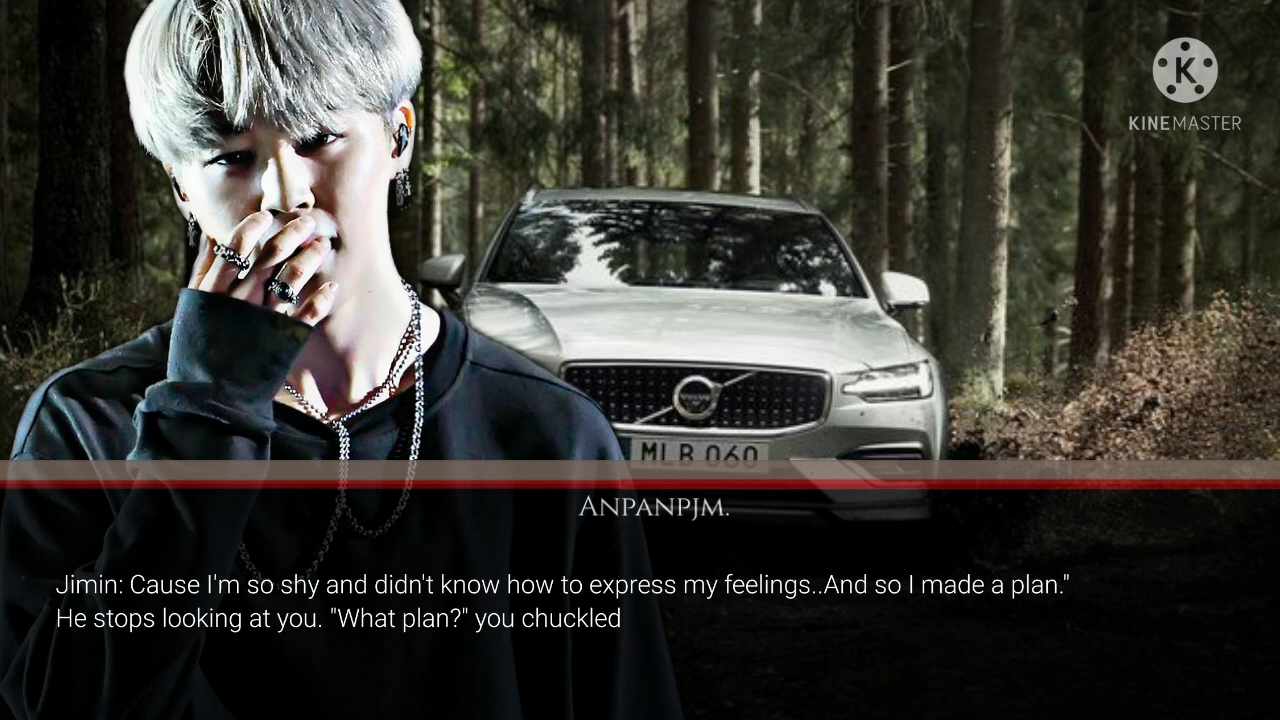 K
KINEMASTER
MLB 060
ANPANPJM.
Jimin: Cause I'm so shy and didn't know how to express my feelings..And so I made a plan."
He stops looking at you. "What plan?" you chuckled